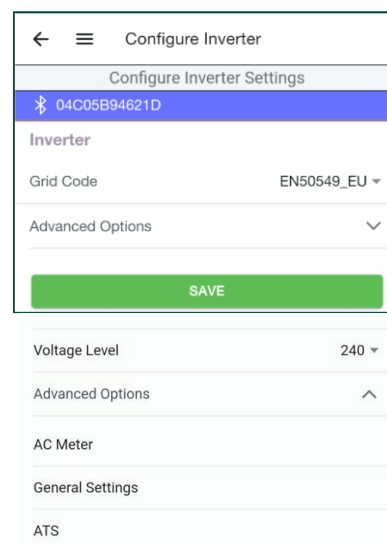 Configure Inverter
Configure Inverter Settings
04C05B94621D
Inverter
Grid Code EN50549_EU
Advanced Options
SAVE
Voltage Level 240
Advanced Options
AC Meter
General Settings
ATS